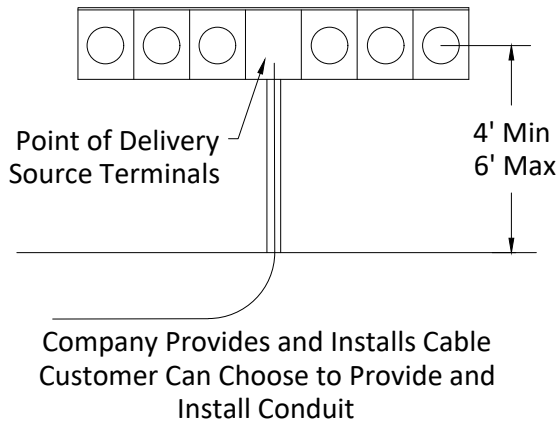 Point of Delivery
Source Terminals
4' Min
6' Max
Company Provides and Installs Cable
Customer Can Choose to Provide and
Install Conduit